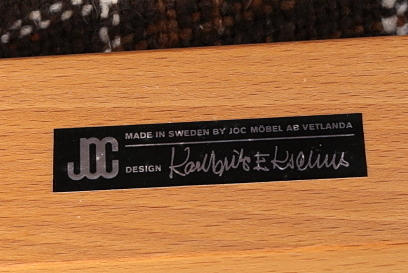 JOC
MADE IN SWEDEN BY JOC MÖBEL AB VETLANDA
DESIGN Karl Erik Ekselius